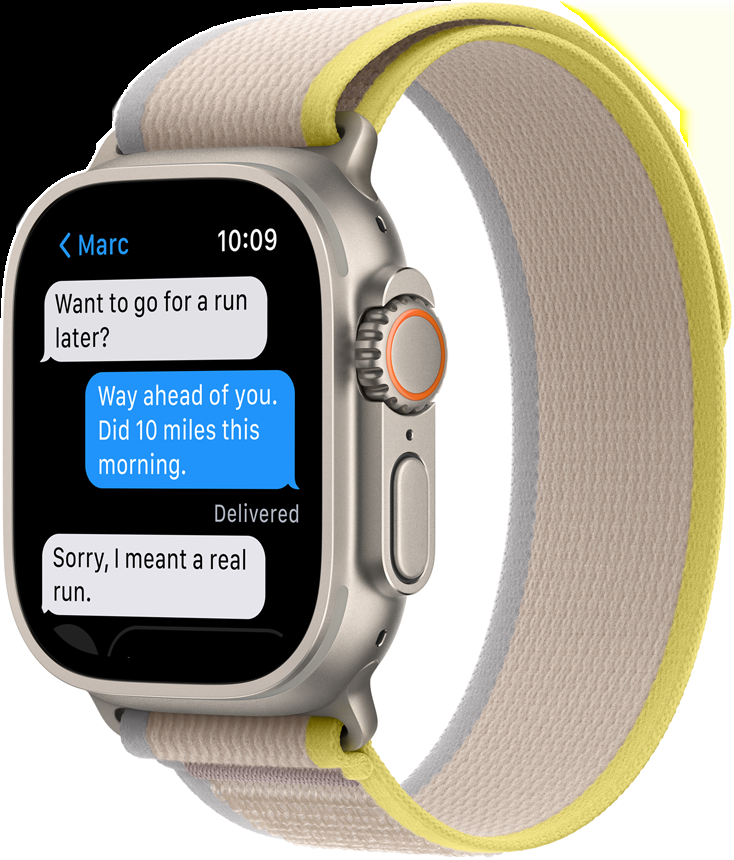 Marc
10:09
Want to go for a run
later?
Way ahead of you.
Did 10 miles this
morning.
Delivered
Sorry, I meant a real
run.